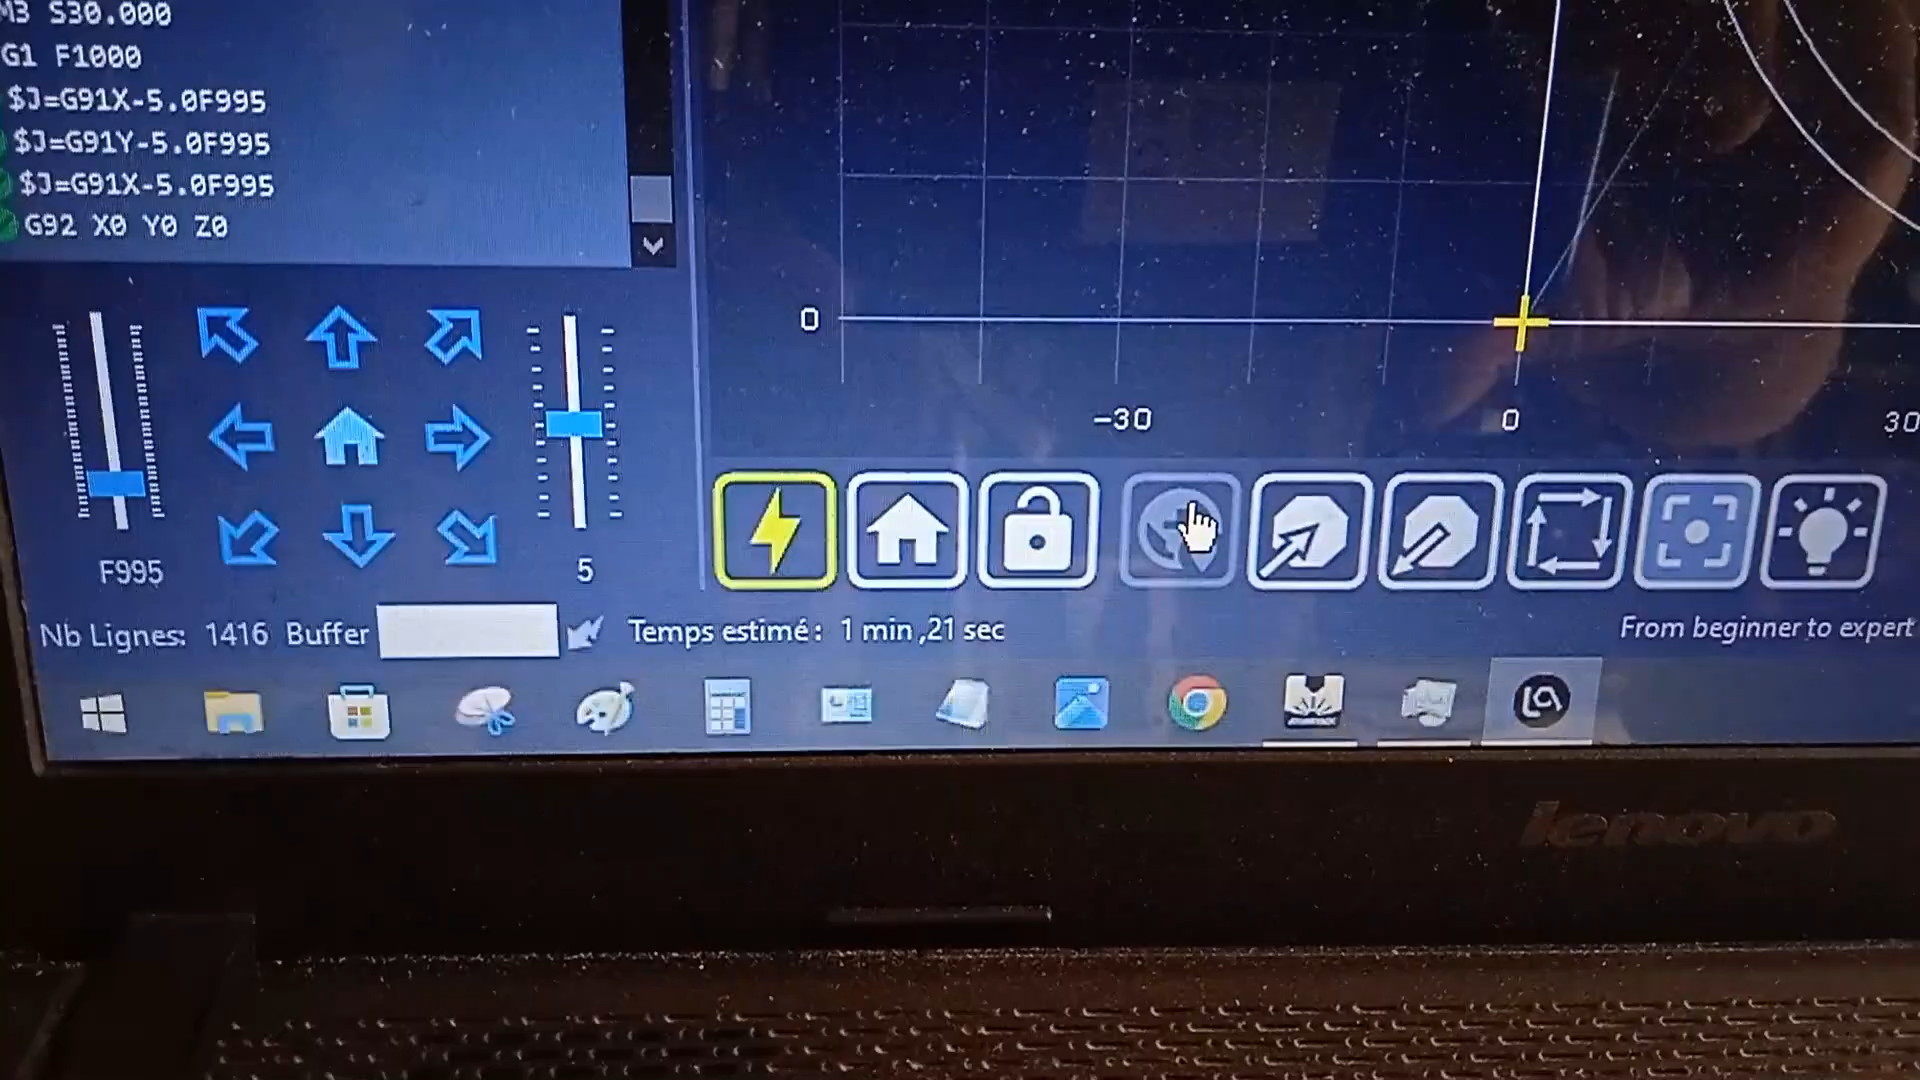 M3 S30.000
G1 F1000
$J=G91X-5.0F995
$J=G91Y-5.0F995
$J=G91X-5.0F995
G92 X0 Y0 Z0
0
-30 0 30
F995 5
Nb Lignes: 1416 Buffer Temps estimé: 1 min ,21 sec From beginner to expert
lenovo